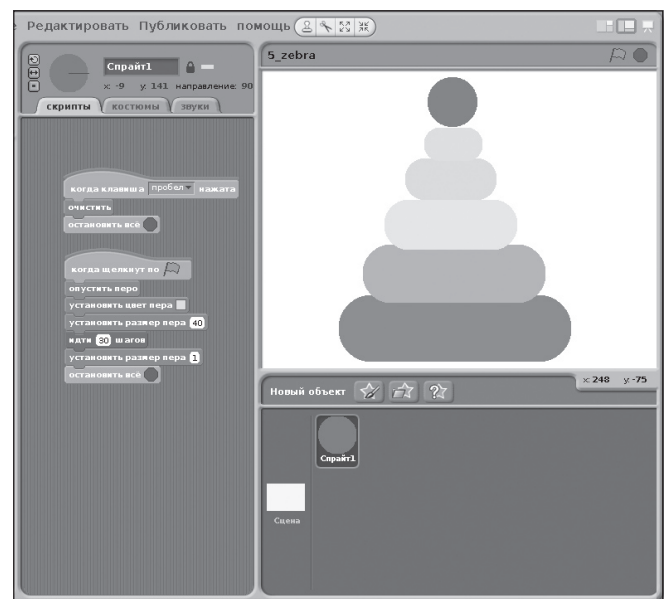 Редактировать Публиковать помощь
Спрайт1
x: -9 y: 141 направление: 90
скрипты костюмы звуки
когда клавиша пробел нажата
очистить
остановить всё
когда щелкнут по
опустить перо
установить цвет пера
установить размер пера 40
идти 30 шагов
установить размер пера 1
остановить всё
5_zebra
x: 248 y: -75
Новый объект
Спрайт1
Сцена